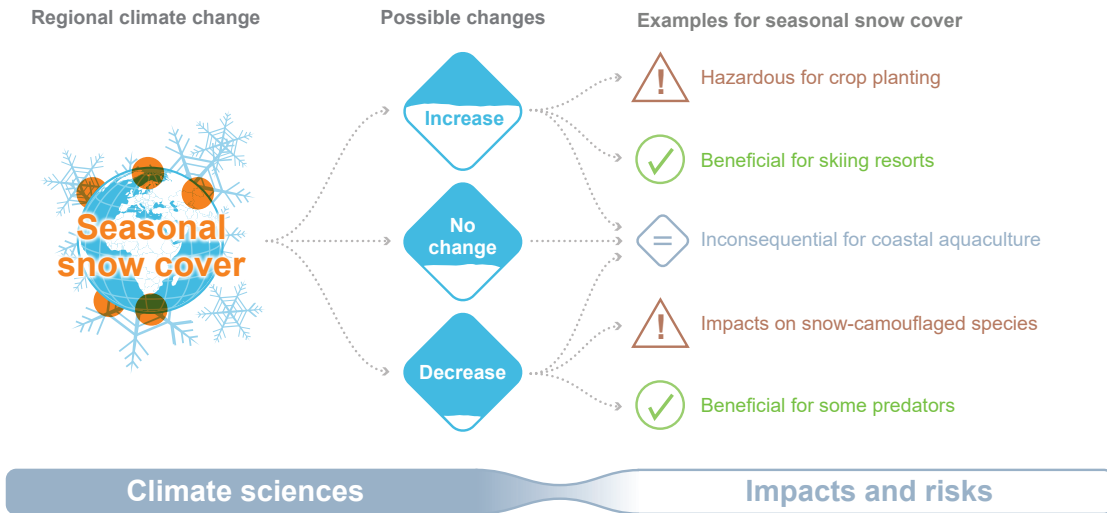 Regional climate change
Possible changes
Examples for seasonal snow cover
Seasonal
snow cover
Increase
No
change
Decrease
!
Hazardous for crop planting
Beneficial for skiing resorts
=
Inconsequential for coastal aquaculture
!
Impacts on snow-camouflaged species
Beneficial for some predators
Climate sciences
Impacts and risks